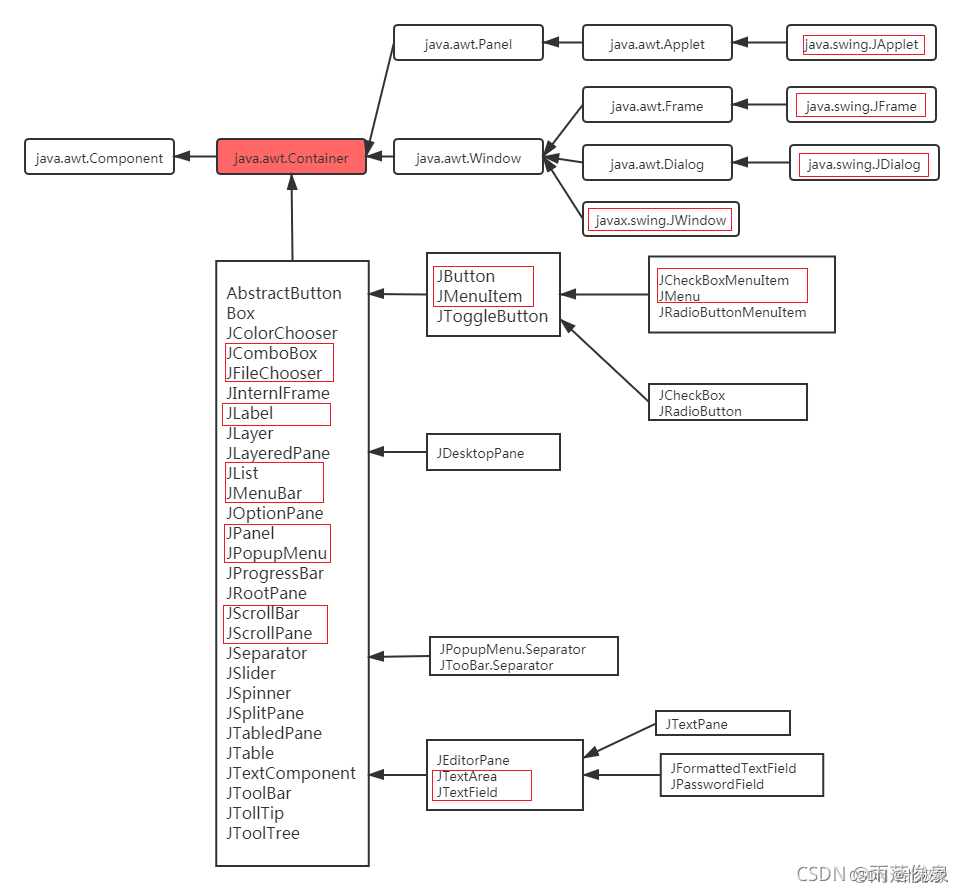 java.awt.Panel
java.awt.Applet
java.swing.JApplet
java.awt.Frame
java.swing.JFrame
java.awt.Component
java.awt.Container
java.awt.Window
java.awt.Dialog
java.swing.JDialog
javax.swing.JWindow
AbstractButton
Box
JColorChooser
JComboBox
JFileChooser
JInternlFrame
JLabel
JLayer
JLayeredPane
JList
JMenuBar
JOptionPane
JPanel
JPopupMenu
JProgressBar
JRootPane
JScrollBar
JScrollPane
JSeparator
JSlider
JSpinner
JSplitPane
JTabledPane
JTable
JTextComponent
JToolBar
JTollTip
JToolTree
JButton
JMenuItem
JToggleButton
JCheckBoxMenuItem
JMenu
JRadioButtonMenuItem
JCheckBox
JRadioButton
JDesktopPane
JPopupMenu.Separator
JTooBar.Separator
JEditorPane
JTextArea
JTextField
JTextPane
JFormattedTextField
JPasswordField
CSDN